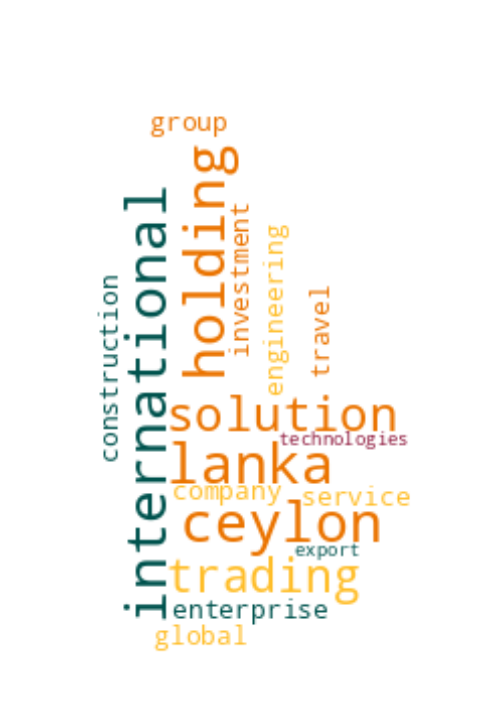 group
holding
international
investment
engineering
construction
travel
solution
technologies
lanka
company
service
ceylon
export
trading
enterprise
global